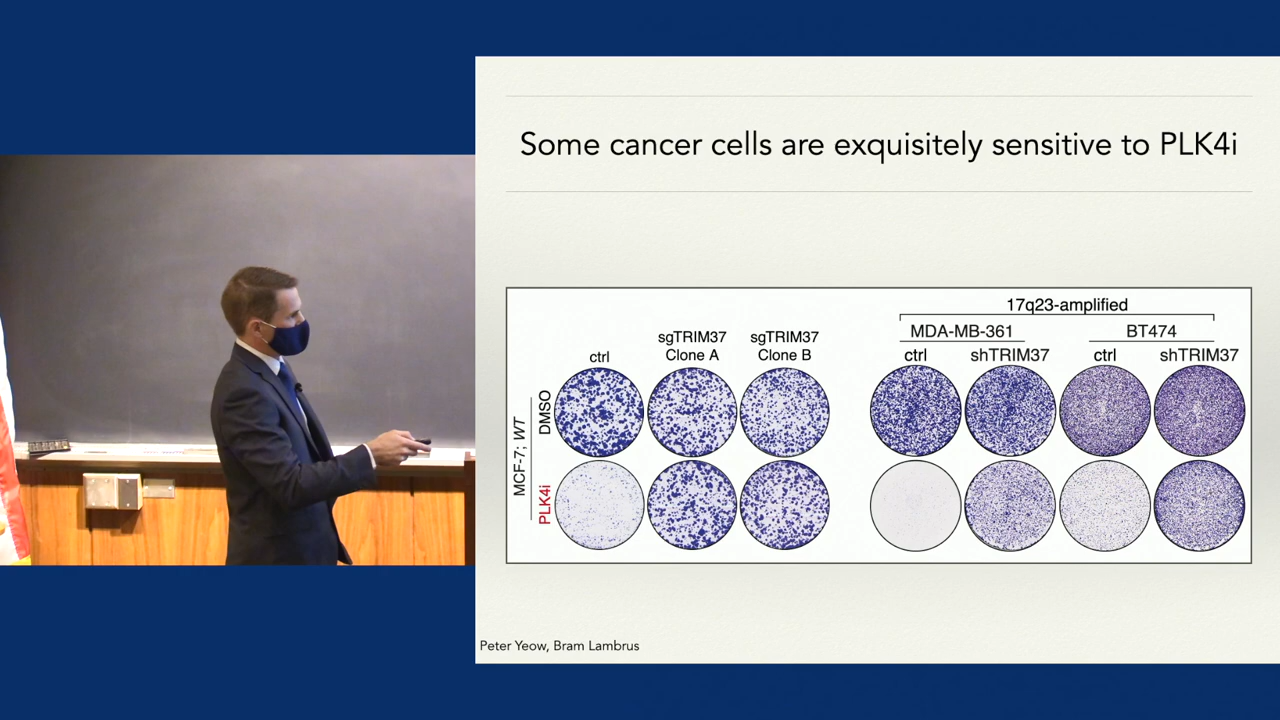 Some cancer cells are exquisitely sensitive to PLK4i
17q23-amplified
sgTRIM37
Clone A
sgTRIM37
Clone B
ctrl
MDA-MB-361
BT474
ctrl
shTRIM37
ctrl
shTRIM37
MCF-7; WT
DMSO
PLK4i
Peter Yeow, Bram Lambrus